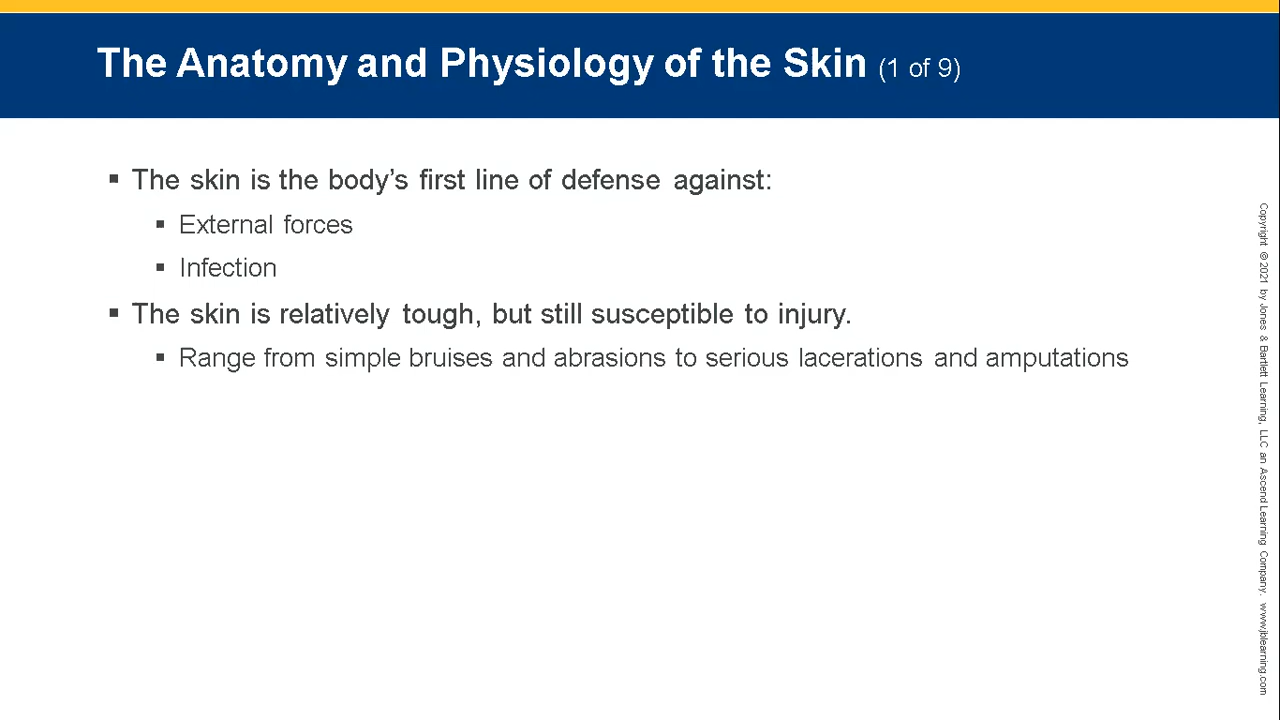 The Anatomy and Physiology of the Skin (1 of 9)
▪ The skin is the body’s first line of defense against:
▪ External forces
▪ Infection
▪ The skin is relatively tough, but still susceptible to injury.
▪ Range from simple bruises and abrasions to serious lacerations and amputations
Copyright © 2021 by Jones & Bartlett Learning, LLC an Ascend Learning Company. www.jblearning.com